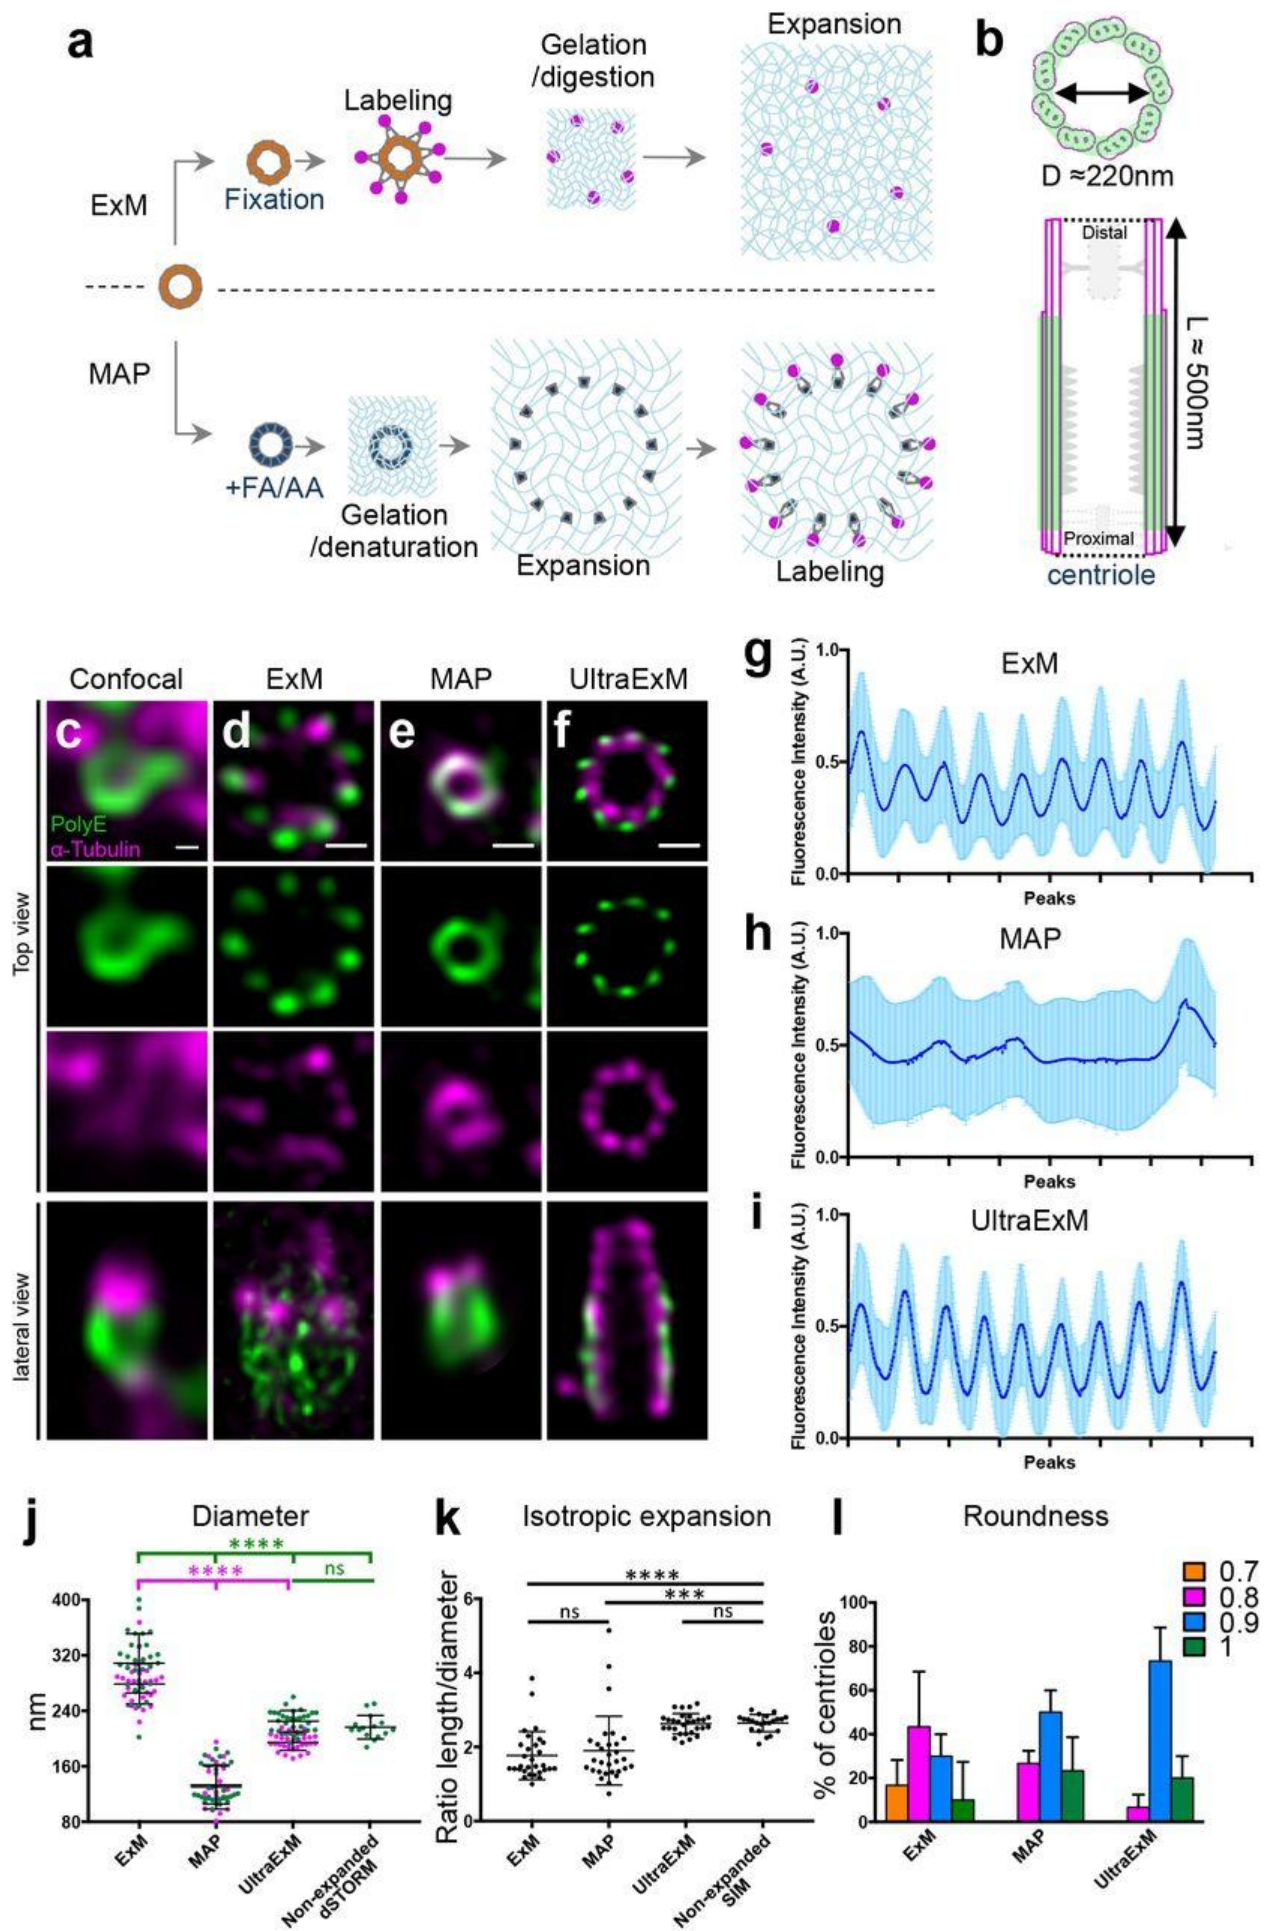 a
ExM
Fixation
Labeling
Gelation
/digestion
Expansion
MAP
+FA/AA
Gelation
/denaturation
Expansion
Labeling
b
D ≈220nm
Distal
L ≈ 500nm
Proximal
centriole
Confocal
ExM
MAP
UltraExM
c
d
e
f
PolyE
α-Tubulin
Top view
lateral view
g
ExM
Fluorescence Intensity (A.U.)
1.0
0.5
0.0
Peaks
h
MAP
Fluorescence Intensity (A.U.)
1.0
0.5
0.0
Peaks
i
UltraExM
Fluorescence Intensity (A.U.)
1.0
0.5
0.0
Peaks
j
Diameter
****
****
ns
nm
400
320
240
160
80
ExM
MAP
UltraExM
Non-expanded
dSTORM
k
Isotropic expansion
****
***
ns
ns
Ratio length/diameter
6
4
2
0
ExM
MAP
UltraExM
Non-expanded
SIM
l
Roundness
0.7
0.8
0.9
1
% of centrioles
100
80
60
40
20
0
ExM
MAP
UltraExM